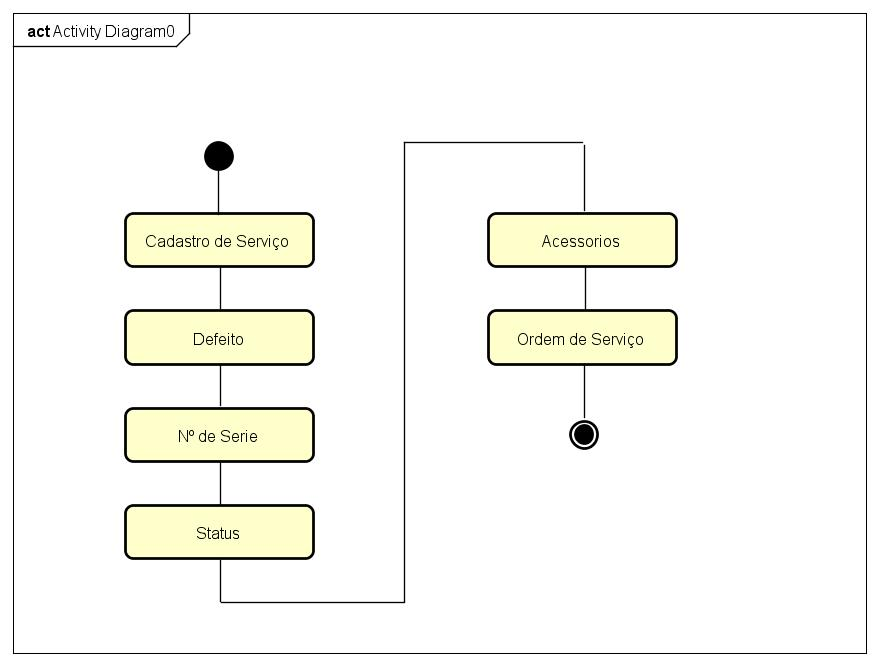 act Activity Diagram0
Cadastro de Serviço
Defeito
Nº de Serie
Status
Acessorios
Ordem de Serviço